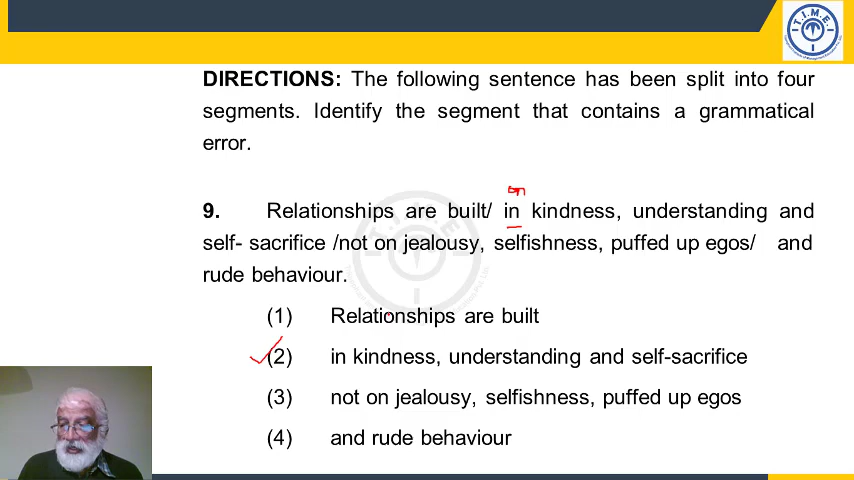 T.I.M.E.
DIRECTIONS: The following sentence has been split into four
segments. Identify the segment that contains a grammatical
error.
on
9. Relationships are built/ in kindness, understanding and
self- sacrifice /not on jealousy, selfishness, puffed up egos/ and
rude behaviour.
(1) Relationships are built
(2) in kindness, understanding and self-sacrifice
(3) not on jealousy, selfishness, puffed up egos
(4) and rude behaviour